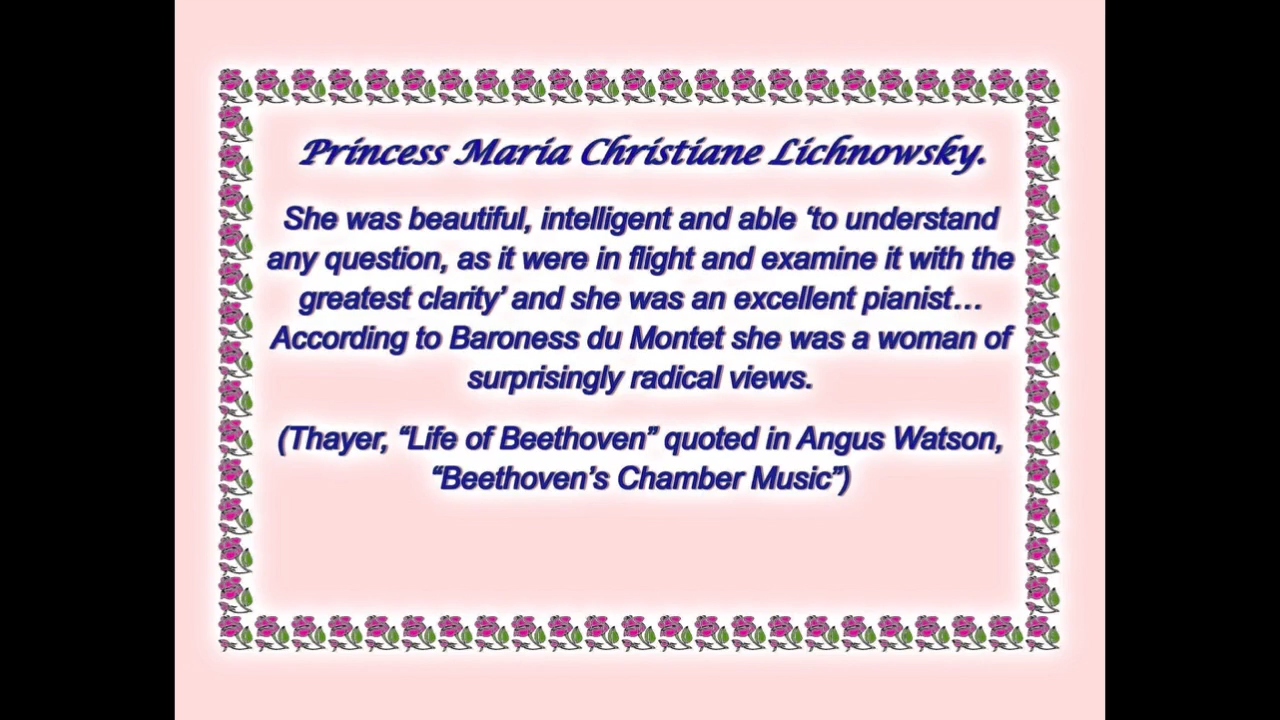 Princess Maria Christiane Lichnowsky.
She was beautiful, intelligent and able ‘to understand
any question, as it were in flight and examine it with the
greatest clarity’ and she was an excellent pianist…
According to Baroness du Montet she was a woman of
surprisingly radical views.
(Thayer, “Life of Beethoven” quoted in Angus Watson,
“Beethoven’s Chamber Music”)